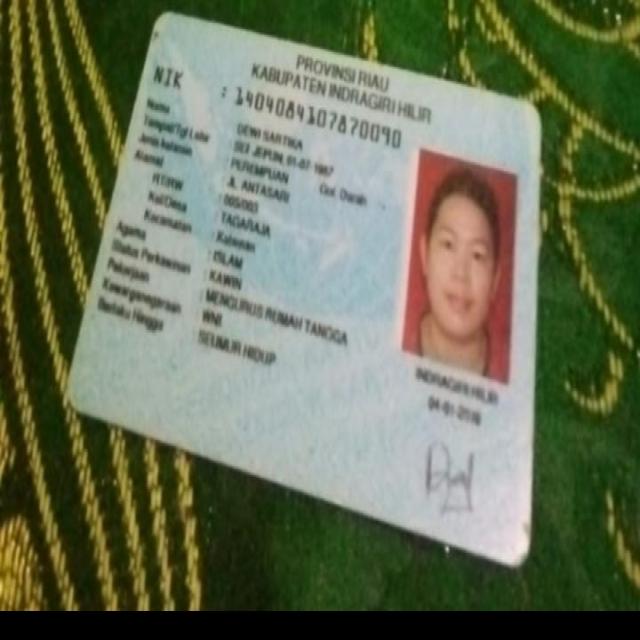 PROVINSI RIAU
KABUPATEN INDRAGIRI HILIR
NIK : 1404084107870090
Nama : DEWI SARTIKA
Tempat/Tgl Lahir : SEI JEPUN, 01-07-1987
Jenis kelamin : PEREMPUAN Gol. Darah : -
Alamat : JL. ANTASARI
RT/RW : 005/003
Kel/Desa : TAGARAJA
Kecamatan : Kateman
Agama : ISLAM
Status Perkawinan : KAWIN
Pekerjaan : MENGURUS RUMAH TANGGA
Kewarganegaraan : WNI
Berlaku Hingga : SEUMUR HIDUP
INDRAGIRI HILIR
04-01-2016